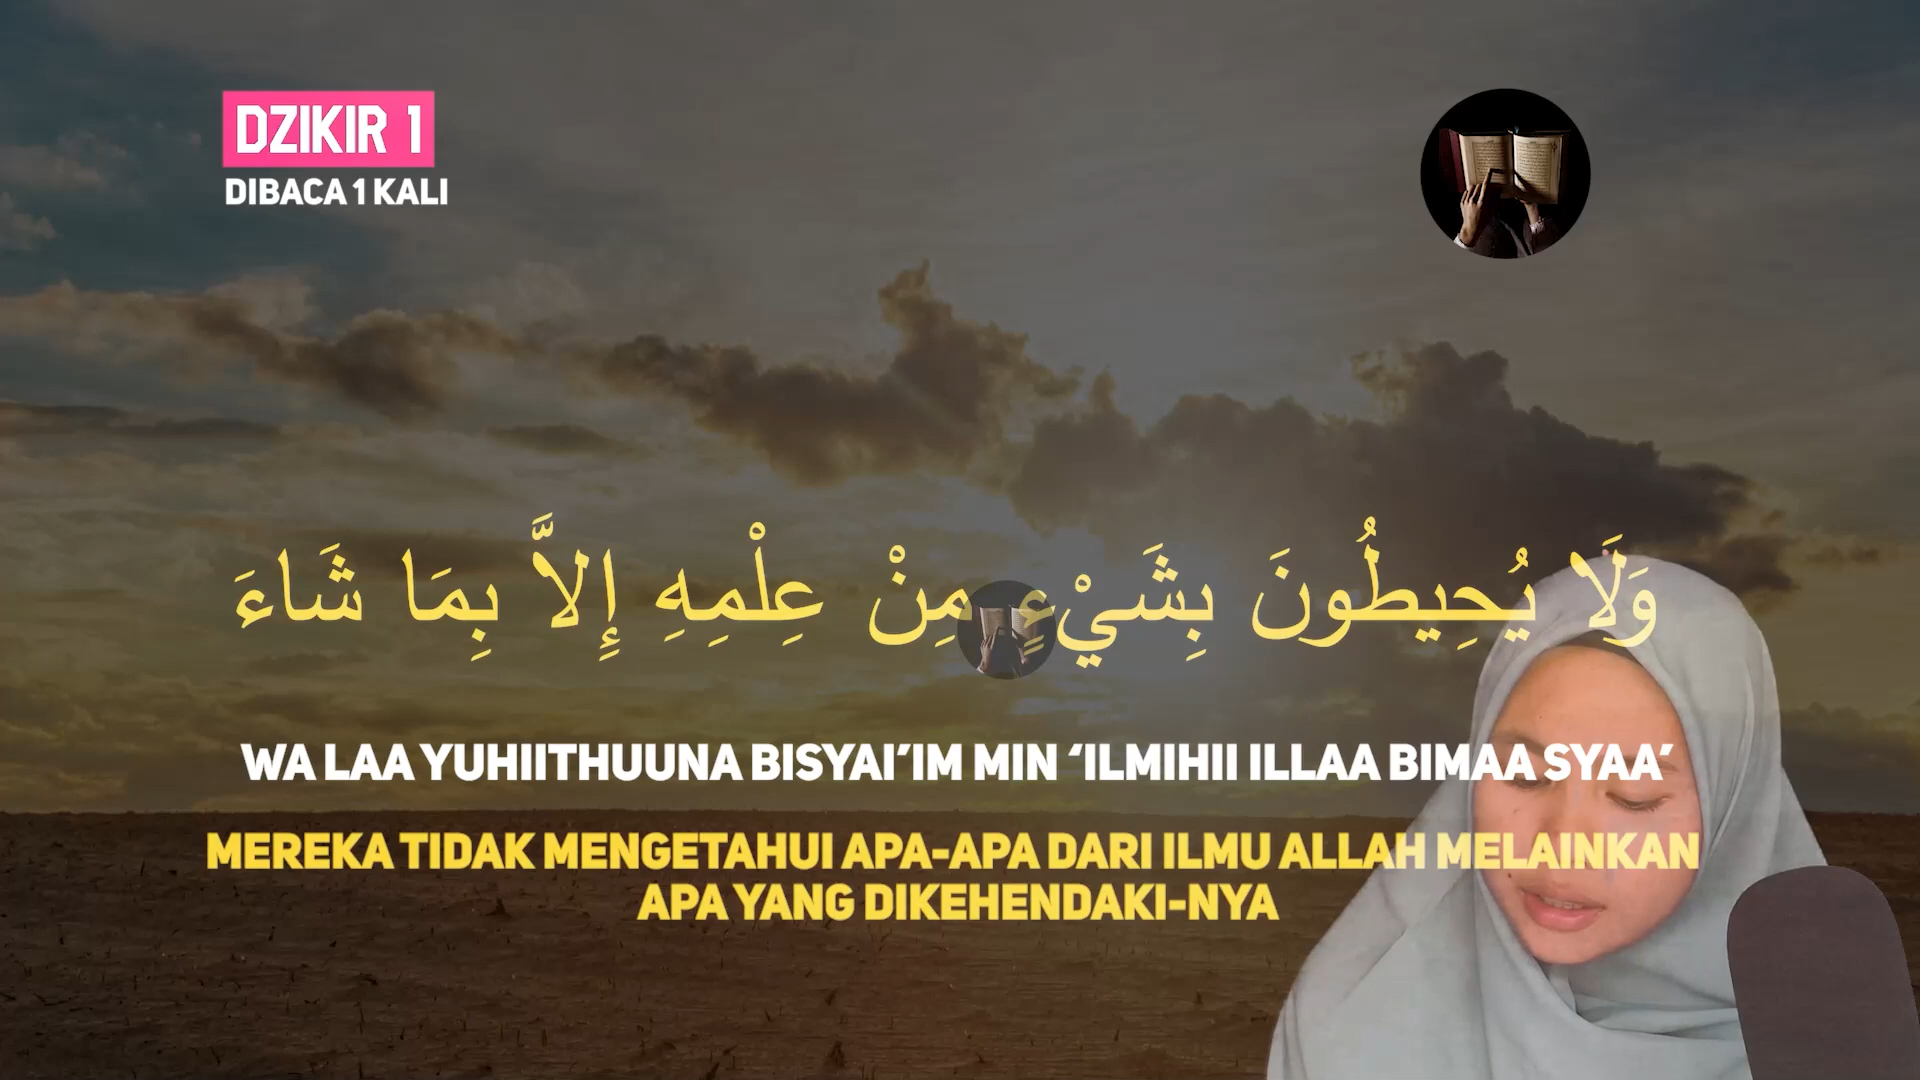 DZIKIR 1
DIBACA 1 KALI
وَلَا يُحِيطُونَ بِشَيْءٍ مِنْ عِلْمِهِ إِلاَّ بِمَا شَاءَ
WA LAA YUHIITHUUNA BISYAI’IM MIN ‘ILMIHII ILLAA BIMAA SYAA’
MEREKA TIDAK MENGETAHUI APA-APA DARI ILMU ALLAH MELAINKAN
APA YANG DIKEHENDAKI-NYA